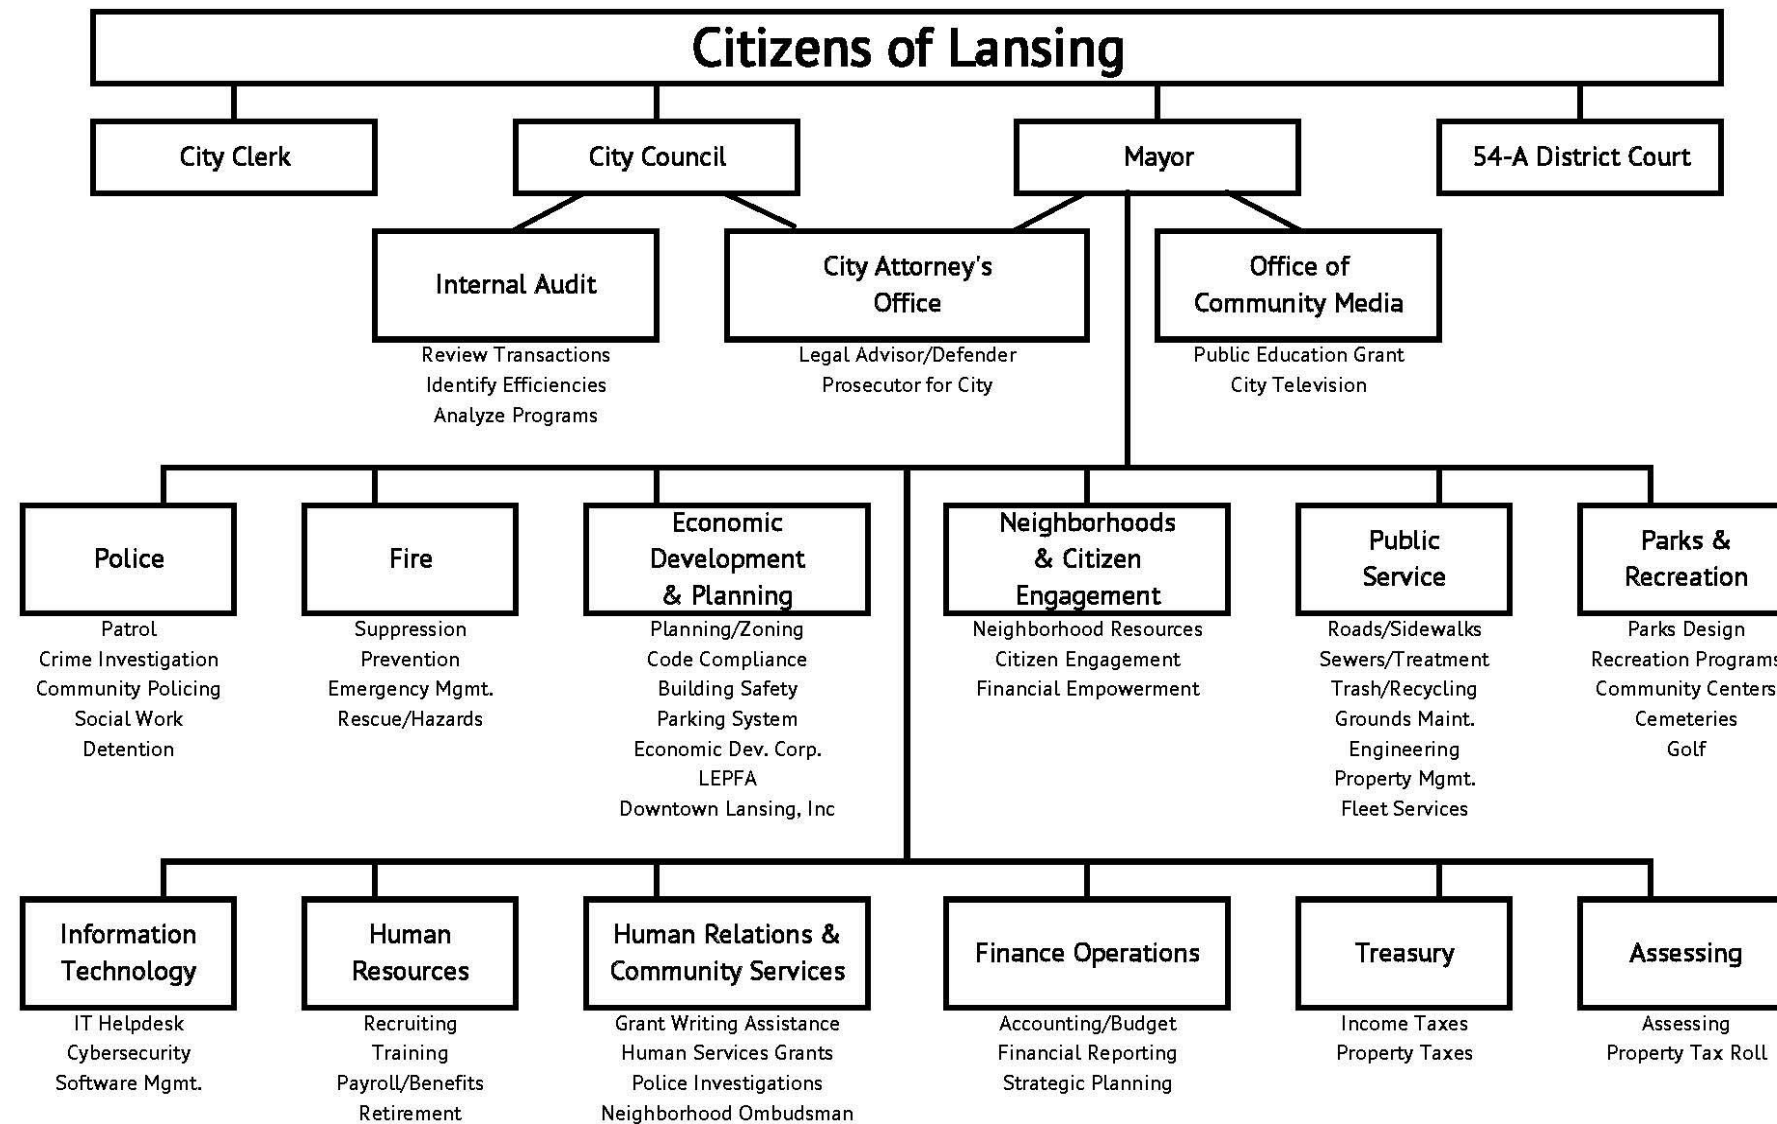 Citizens of Lansing
City Clerk
City Council
Mayor
54-A District Court
Internal Audit
Review Transactions
Identify Efficiencies
Analyze Programs
City Attorney's
Office
Legal Advisor/Defender
Prosecutor for City
Office of
Community Media
Public Education Grant
City Television
Police
Patrol
Crime Investigation
Community Policing
Social Work
Detention
Fire
Suppression
Prevention
Emergency Mgmt.
Rescue/Hazards
Economic
Development
& Planning
Planning/Zoning
Code Compliance
Building Safety
Parking System
Economic Dev. Corp.
LEPFA
Downtown Lansing, Inc
Neighborhoods
& Citizen
Engagement
Neighborhood Resources
Citizen Engagement
Financial Empowerment
Public
Service
Roads/Sidewalks
Sewers/Treatment
Trash/Recycling
Grounds Maint.
Engineering
Property Mgmt.
Fleet Services
Parks &
Recreation
Parks Design
Recreation Programs
Community Centers
Cemeteries
Golf
Information
Technology
IT Helpdesk
Cybersecurity
Software Mgmt.
Human
Resources
Recruiting
Training
Payroll/Benefits
Retirement
Human Relations &
Community Services
Grant Writing Assistance
Human Services Grants
Police Investigations
Neighborhood Ombudsman
Finance Operations
Accounting/Budget
Financial Reporting
Strategic Planning
Treasury
Income Taxes
Property Taxes
Assessing
Assessing
Property Tax Roll